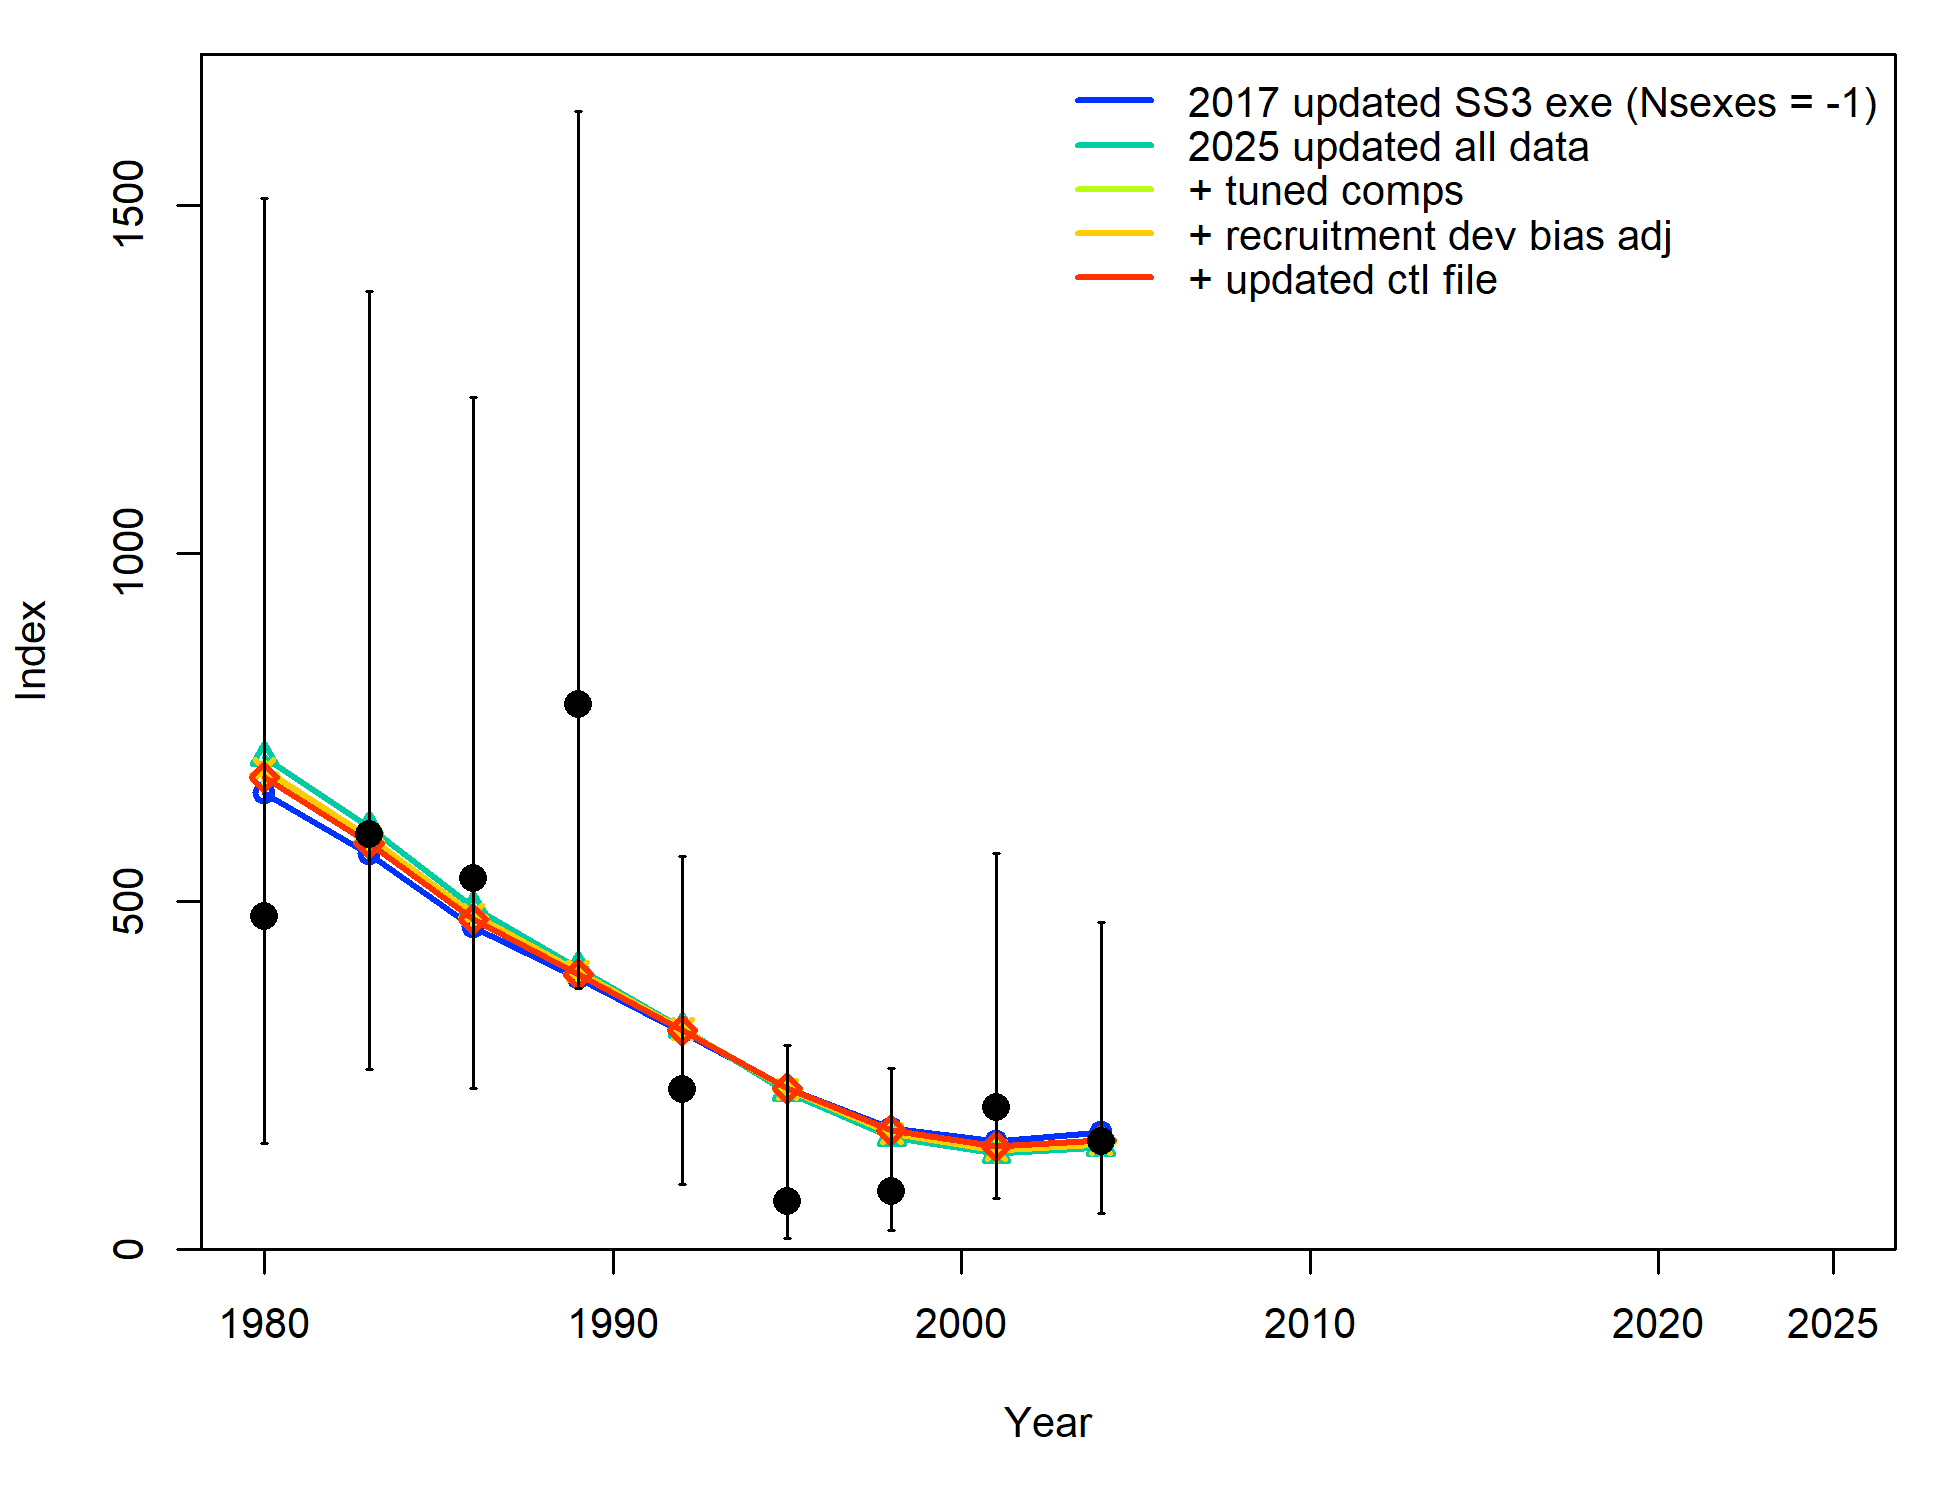 2017 updated SS3 exe (Nsexes = -1)
2025 updated all data
+ tuned comps
+ recruitment dev bias adj
+ updated ctl file
1500
1000
500
0
Index
1980 1990 2000 2010 2020 2025
Year